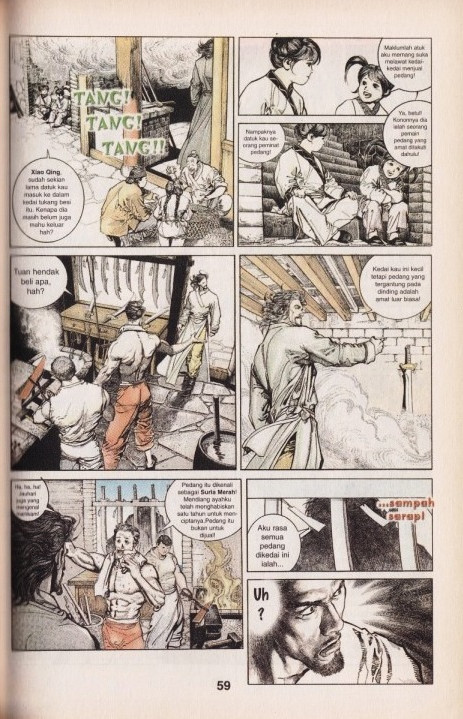 TANG!
TANG!
TANG!!
Xiao Qing,
sudah sekian
lama datuk kau
masuk ke dalam
kedai tukang besi
itu. Kenapa dia
masih belum juga
mahu keluar
hah?
Maklumlah atuk
aku memang suka
melawat kedai-
kedai menjual
pedang!
Nampaknya
datuk kau se-
orang peminat
pedang!
Ya, betul!
Kononnya dia
ialah seorang
pemain
pedang yang
amat ditakuti
dahulu!
Tuan hendak
beli apa,
hah?
Kedai kau ini kecil
tetapi pedang yang
tergantung pada
dinding adalah
amat luar biasa!
Ha, ha, ha!
Jauhari
juga yang
mengenal
manikam!
Pedang itu dikenali
sebagai Suria Merah!
Mendiang ayahku
telah menghabiskan
satu tahun untuk men-
ciptanya.Pedang itu
bukan untuk
dijual!
Aku rasa
semua
pedang
dikedai ini
ialah...
...sampah
sarap!
Uh
?
59